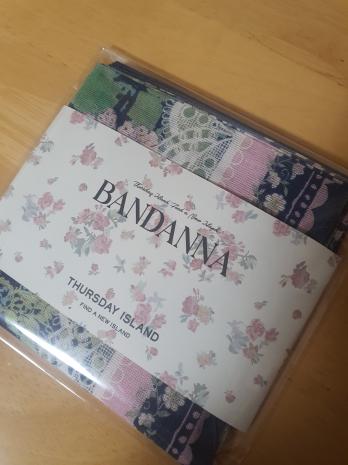 BANDANNA
THURSDAY ISLAND
FIND A NEW ISLAND